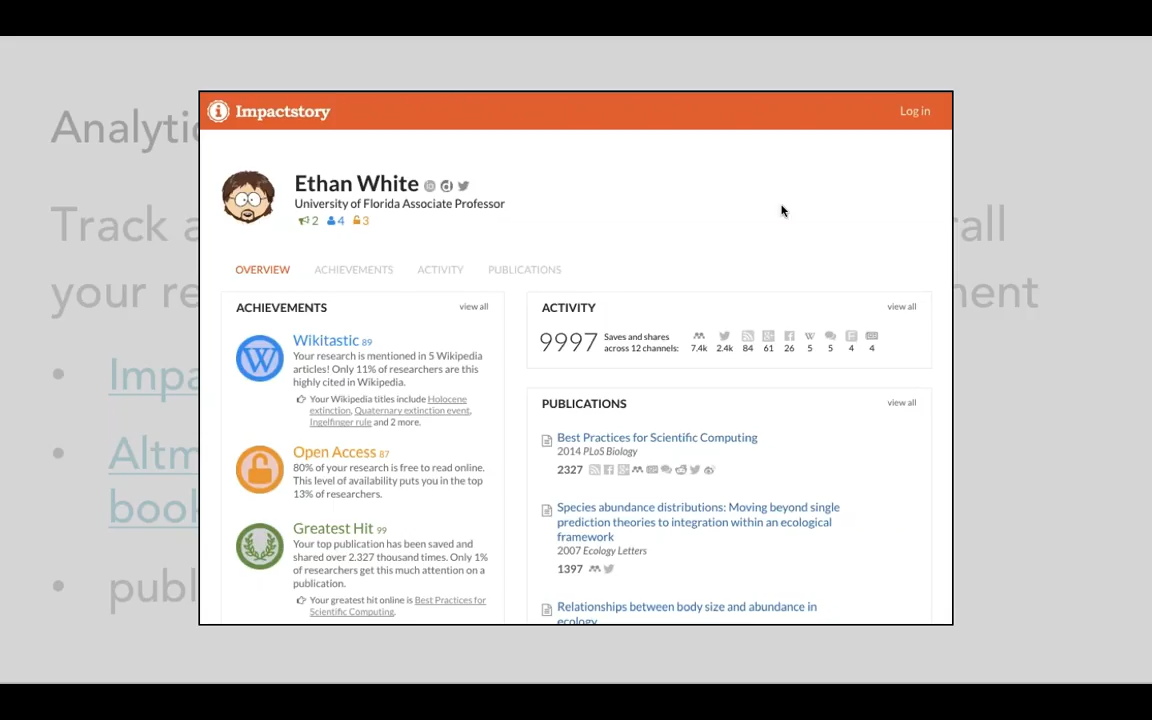 Analytic
Track a
rall
your re
ment
Impa
Altm
book
publ
Impactstory
Log in
Ethan White
University of Florida Associate Professor
2 4 3
OVERVIEW ACHIEVEMENTS ACTIVITY PUBLICATIONS
ACHIEVEMENTS view all
Wikitastic 89
Your research is mentioned in 5 Wikipedia
articles! Only 11% of researchers are this
highly cited in Wikipedia.
Your Wikipedia titles include Holocene
extinction, Quaternary extinction event,
Ingelfinger rule and 2 more.
Open Access 87
80% of your research is free to read online.
This level of availability puts you in the top
13% of researchers.
Greatest Hit 99
Your top publication has been saved and
shared over 2,327 thousand times. Only 1%
of researchers get this much attention on a
publication.
Your greatest hit online is Best Practices for
Scientific Computing.
ACTIVITY view all
9997 Saves and shares
across 12 channels:
7.4k 2.4k 84 61 26 5 5 4 4
PUBLICATIONS view all
Best Practices for Scientific Computing
2014 PLoS Biology
2327
Species abundance distributions: Moving beyond single
prediction theories to integration within an ecological
framework
2007 Ecology Letters
1397
Relationships between body size and abundance in
ecology